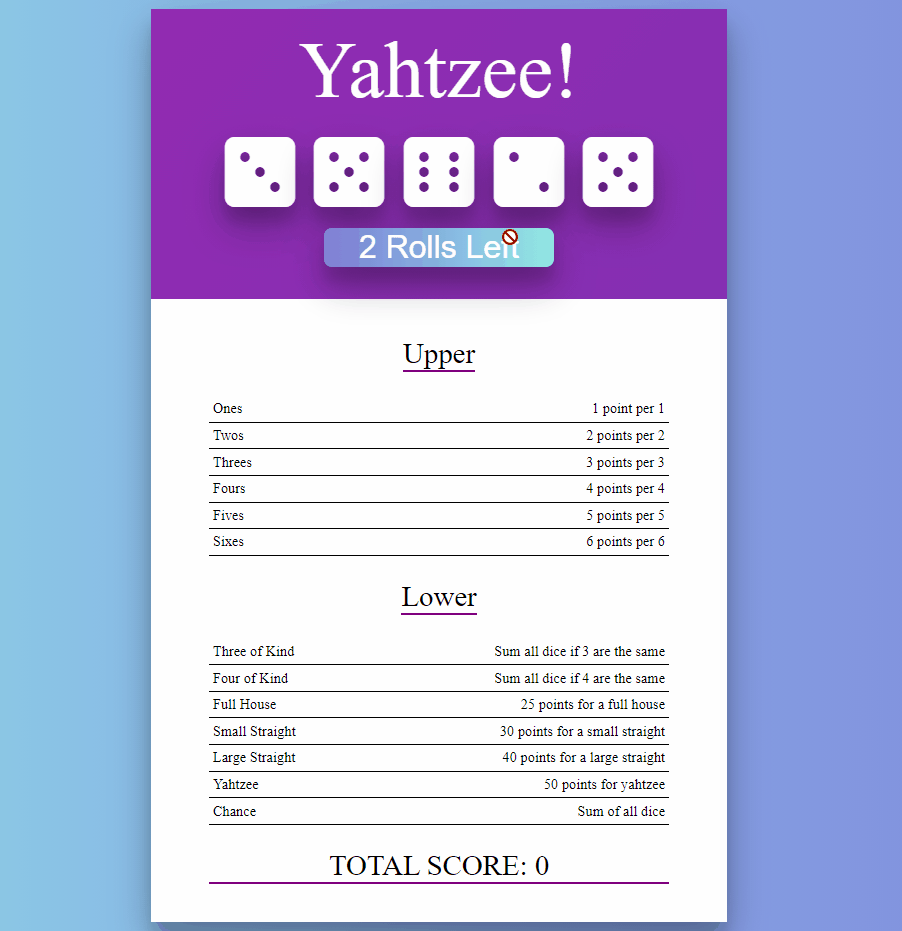 Yahtzee!
2 Rolls Left
Upper
Ones 1 point per 1
Twos 2 points per 2
Threes 3 points per 3
Fours 4 points per 4
Fives 5 points per 5
Sixes 6 points per 6
Lower
Three of Kind Sum all dice if 3 are the same
Four of Kind Sum all dice if 4 are the same
Full House 25 points for a full house
Small Straight 30 points for a small straight
Large Straight 40 points for a large straight
Yahtzee 50 points for yahtzee
Chance Sum of all dice
TOTAL SCORE: 0